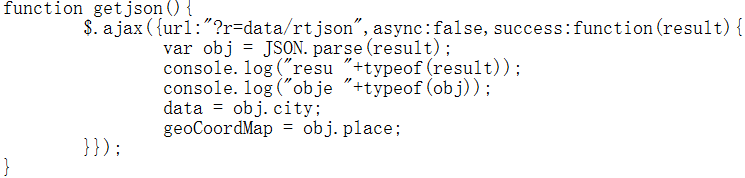 function getjson(){
        $.ajax({url:"?r=data/rtjson",async:false,success:function(result){
                var obj = JSON.parse(result);
                console.log("resu "+typeof(result));
                console.log("obje "+typeof(obj));
                data = obj.city;
                geoCoordMap = obj.place;
        }});
}